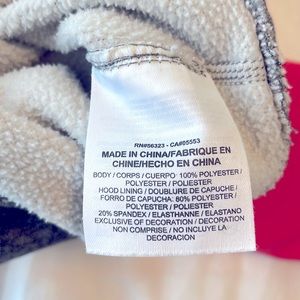 RN#56323 - CA#05553
MADE IN CHINA/FABRIQUE EN
CHINE/HECHO EN CHINA
BODY / CORPS / CUERPO: 100% POLYESTER /
POLYESTER / POLIESTER
HOOD LINING / DOUBLURE DE CAPUCHE /
FORRO DE CAPUCHA: 80% POLYESTER /
POLYESTER / POLIESTER
20% SPANDEX / ELASTHANNE / ELASTANO
EXCLUSIVE OF DECORATION / DECORATION
NON COMPRISE / NO INCLUYE LA
DECORACION